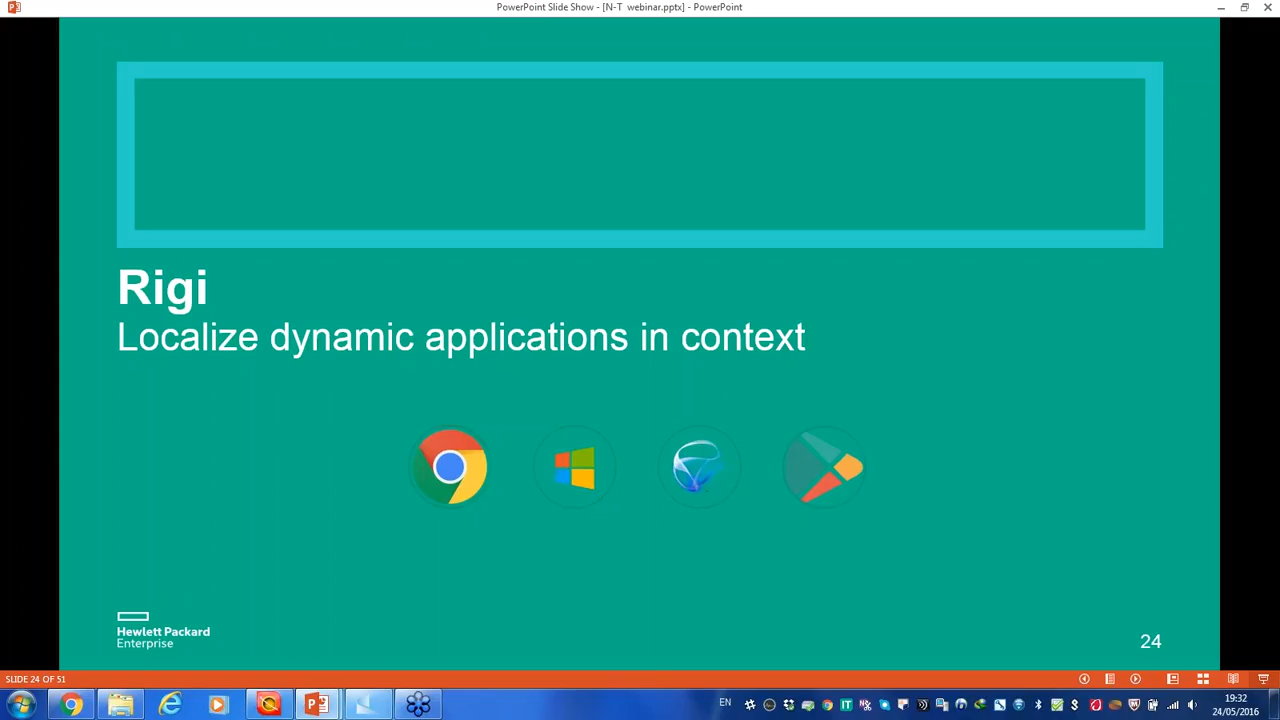 PowerPoint Slide Show - [N-T webinar.pptx] - PowerPoint
Rigi
Localize dynamic applications in context
Hewlett Packard
Enterprise
24
SLIDE 24 OF 51
EN
19:32
24/05/2016